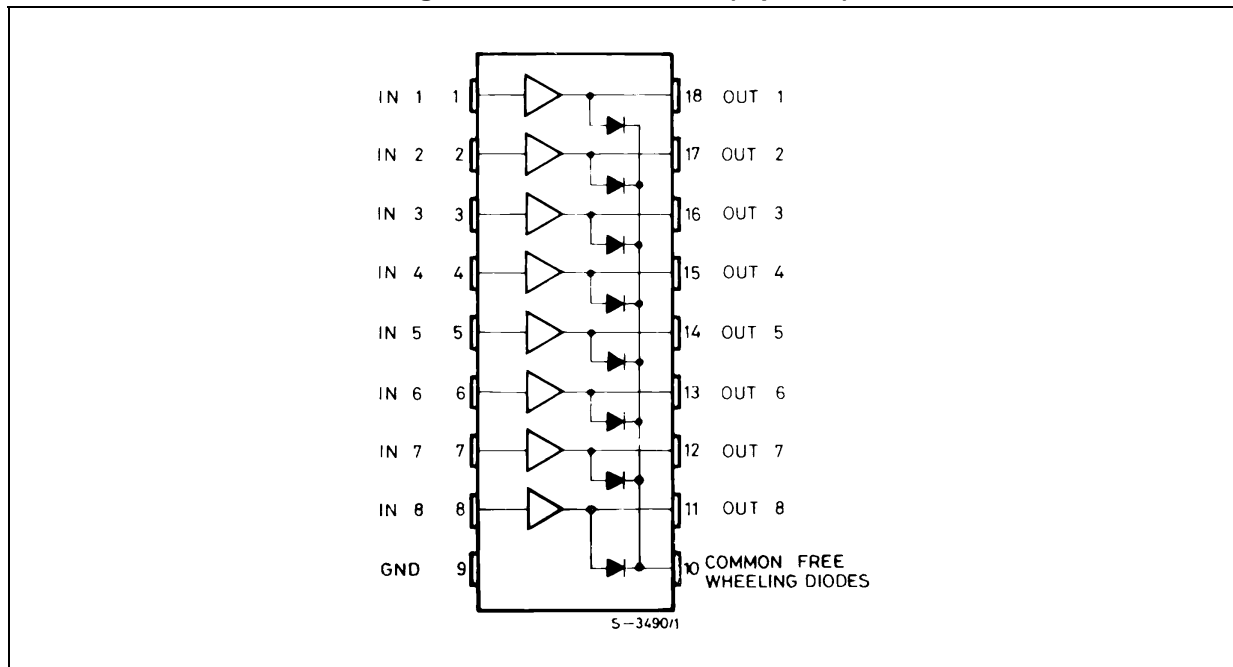 IN 1 1 18 OUT 1
IN 2 2 17 OUT 2
IN 3 3 16 OUT 3
IN 4 4 15 OUT 4
IN 5 5 14 OUT 5
IN 6 6 13 OUT 6
IN 7 7 12 OUT 7
IN 8 8 11 OUT 8
GND 9 10 COMMON FREE
WHEELING DIODES
S-3490/1